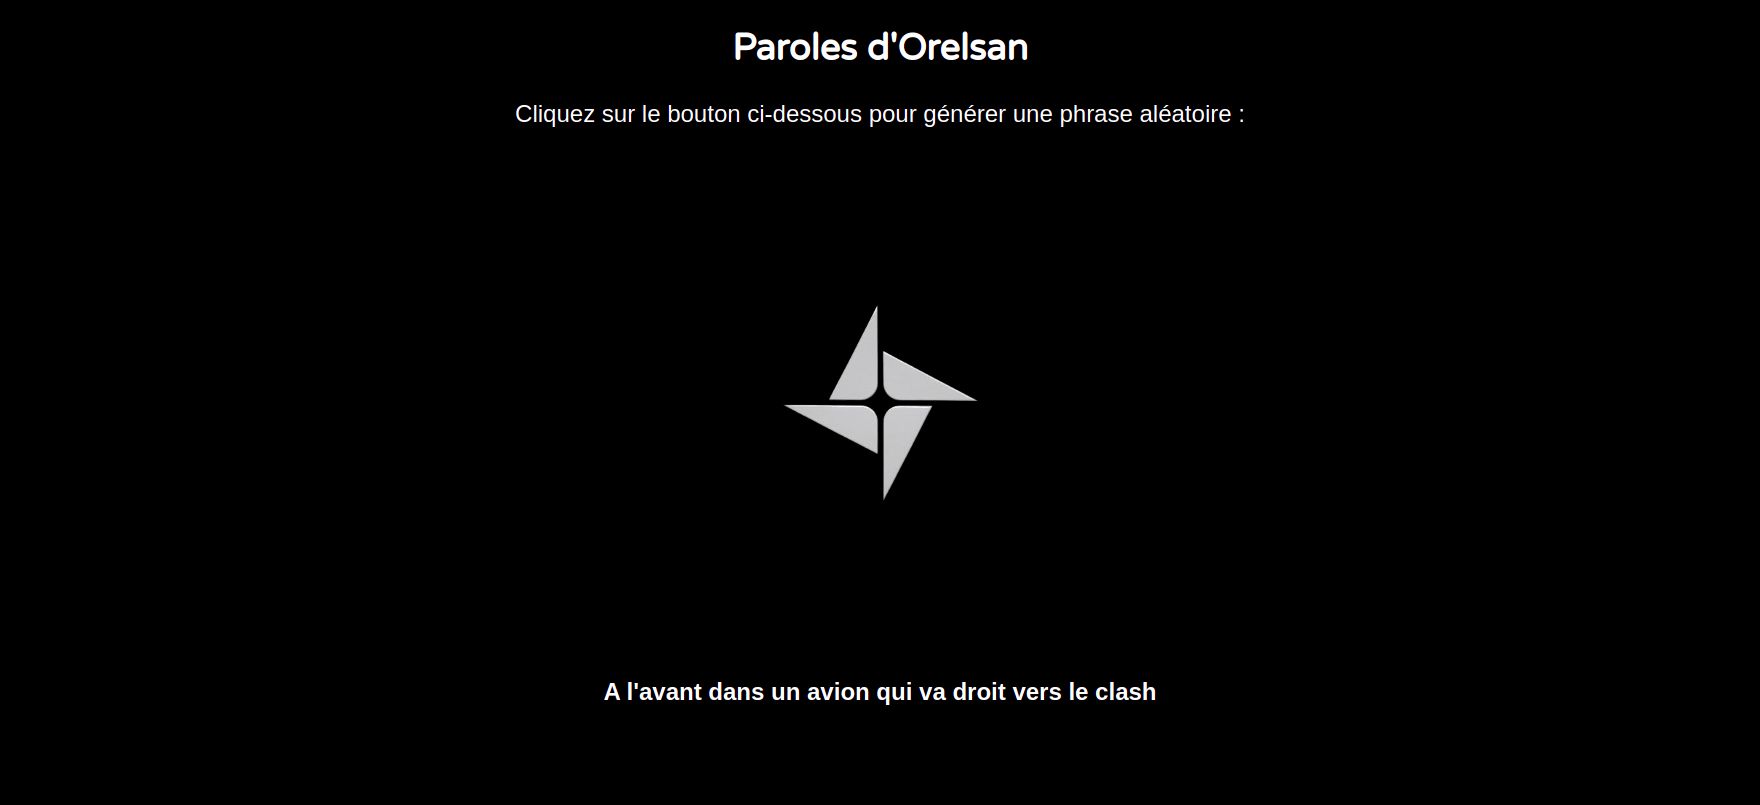 Paroles d'Orelsan
Cliquez sur le bouton ci-dessous pour générer une phrase aléatoire :
A l'avant dans un avion qui va droit vers le clash